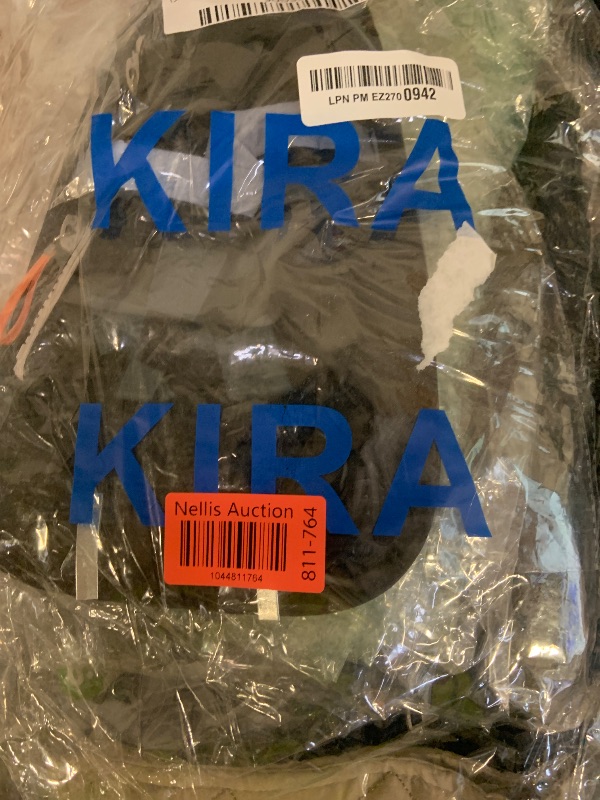 LPN PM EZ270 0942
KIRA
KIRA
Nellis Auction
1044811764
811-764